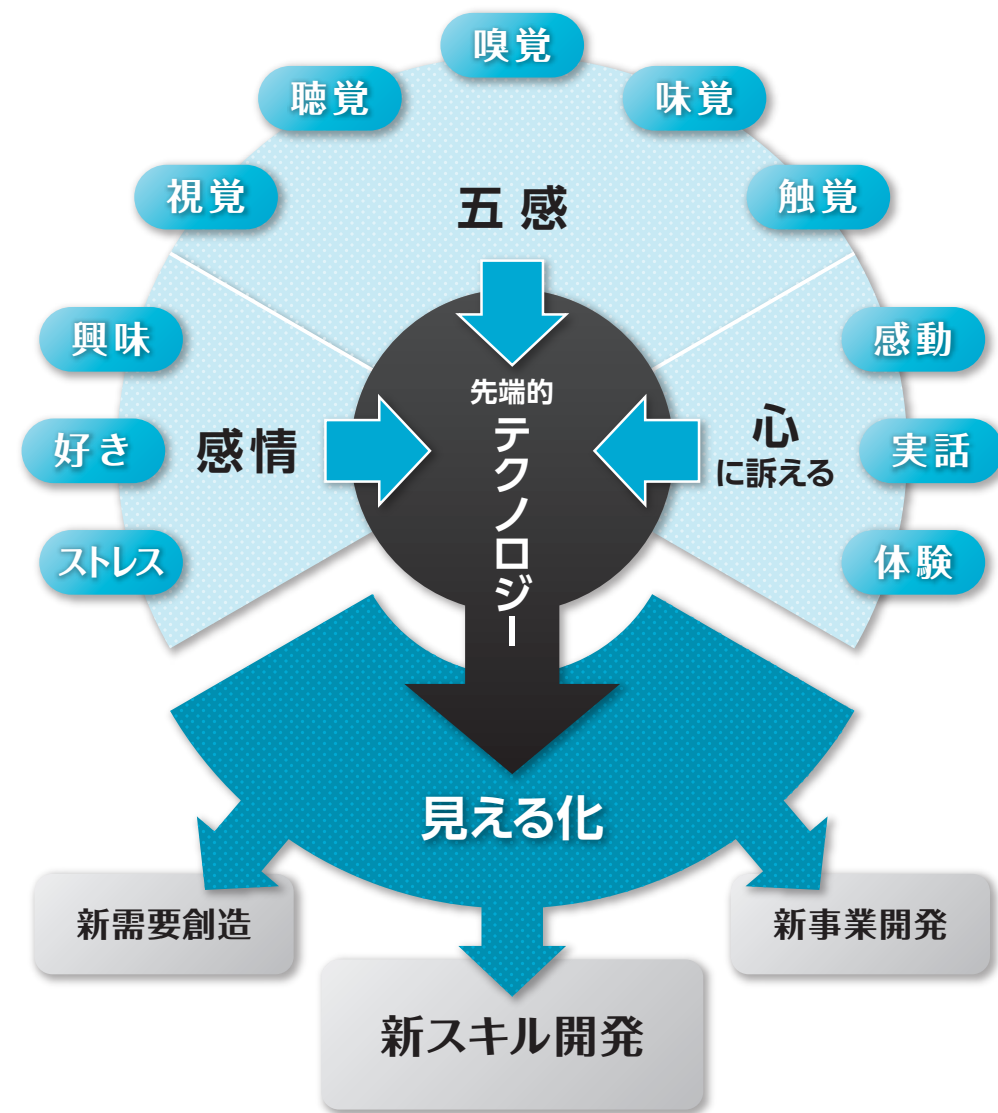 嗅覚
聴覚
味覚
視覚
五感
触覚
興味
感動
先端的
テクノロジー
好き
感情
心
に訴える
実話
ストレス
体験
見える化
新需要創造
新事業開発
新スキル開発